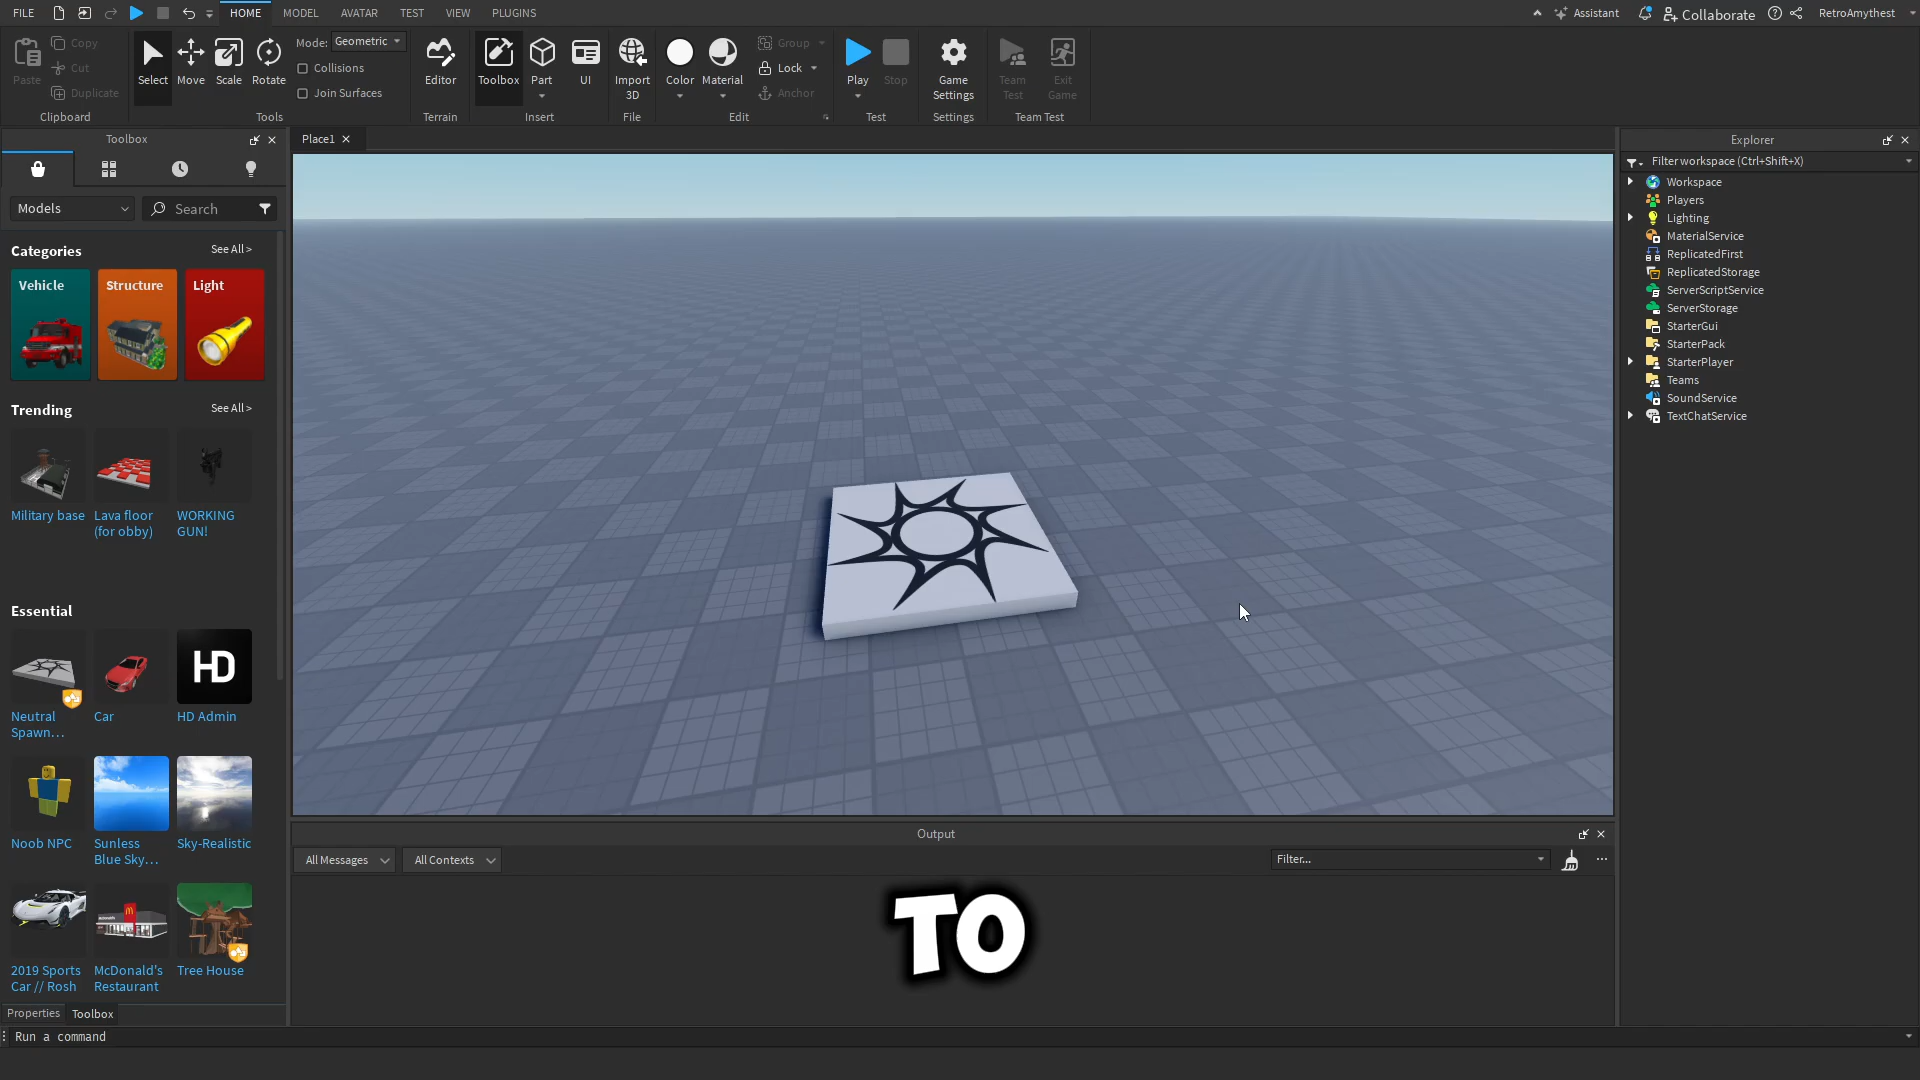 FILE HOME MODEL AVATAR TEST VIEW PLUGINS Assistant Collaborate RetroAmythest
Paste Copy Cut Duplicate Clipboard
Select Move Scale Rotate Mode: Geometric Collisions Join Surfaces Tools
Editor Terrain
Toolbox Part UI Insert
Import 3D File
Color Material Group Lock Anchor Edit
Play Stop Test
Game Settings Settings
Team Test Exit Game Team Test
Toolbox
Models Search
Categories See All >
Vehicle Structure Light
Trending See All >
Military base
Lava floor (for obby)
WORKING GUN!
Essential
Neutral Spawn...
Car
HD
HD Admin
Noob NPC
Sunless Blue Sky...
Sky-Realistic
2019 Sports Car // Rosh
McDonald's Restaurant
Tree House
Properties Toolbox
Run a command
Place1
Output
All Messages All Contexts Filter...
TO
Explorer
Filter workspace (Ctrl+Shift+X)
Workspace
Players
Lighting
MaterialService
ReplicatedFirst
ReplicatedStorage
ServerScriptService
ServerStorage
StarterGui
StarterPack
StarterPlayer
Teams
SoundService
TextChatService